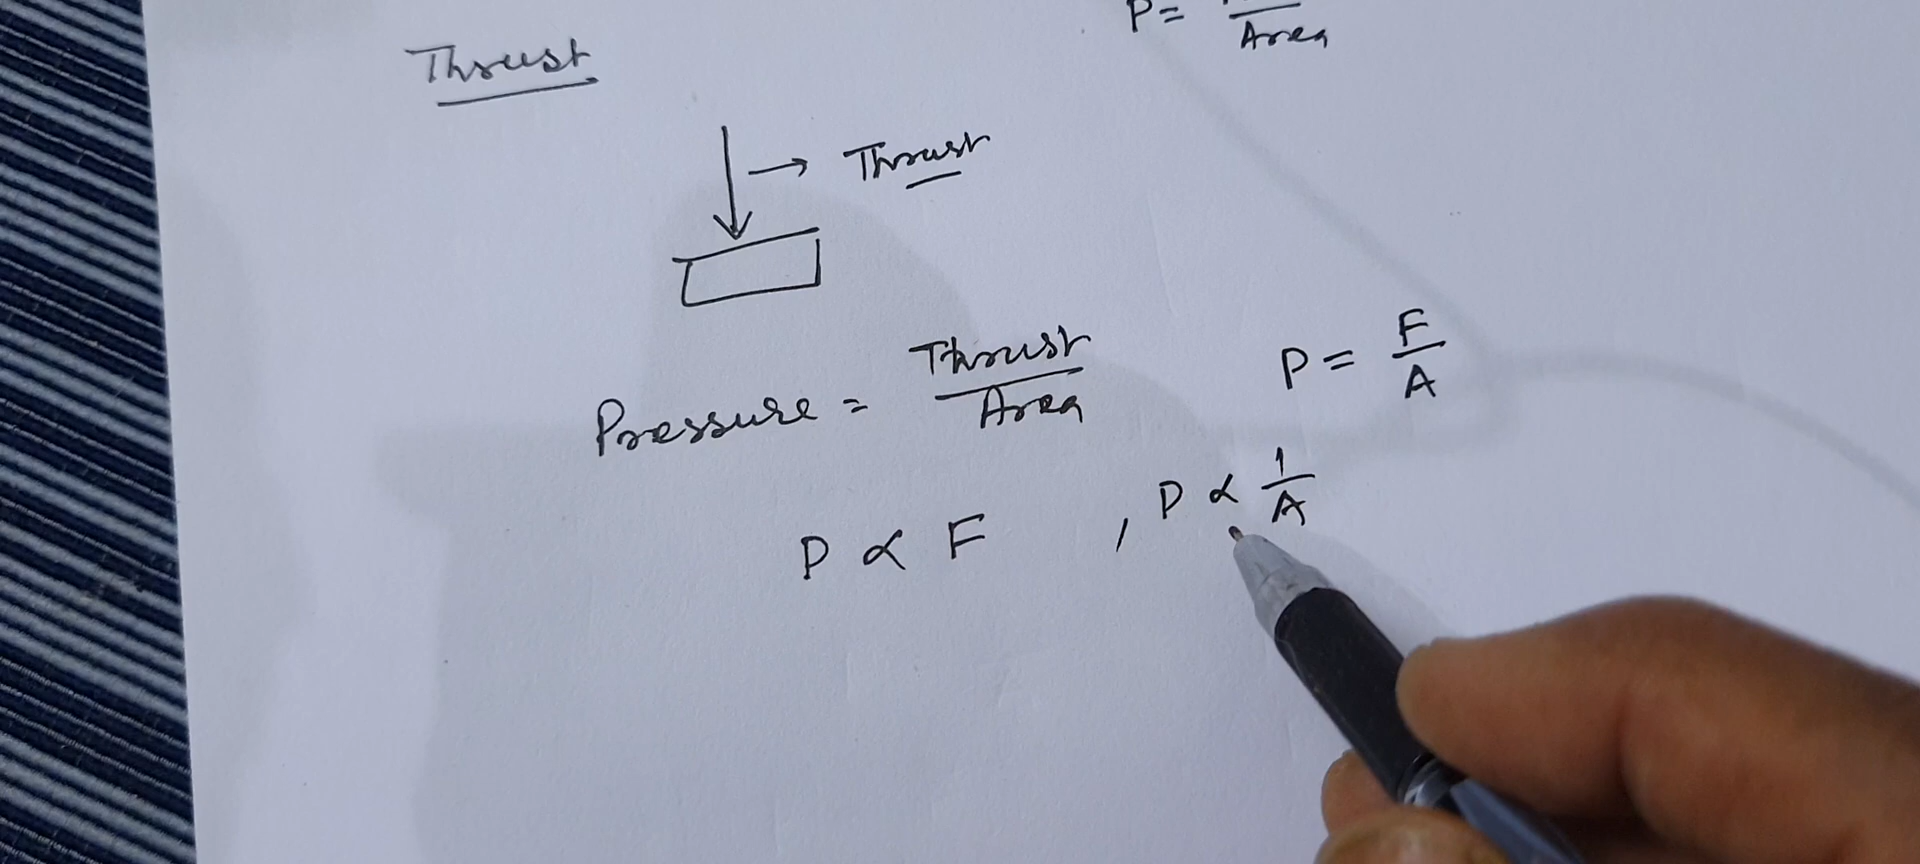 P = 
Area
Thrust
→ Thrust
Pressure = Thrust / Area
P = F / A
P ∝ F , P ∝ 1 / A